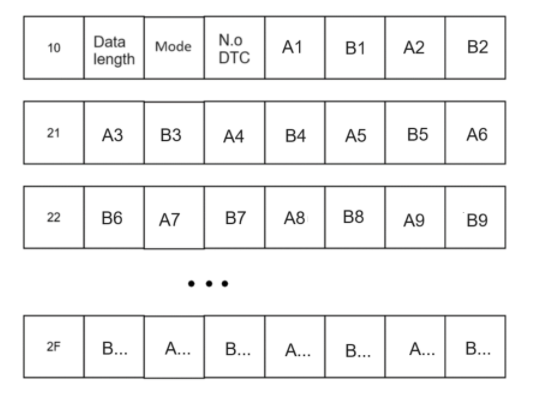 10 Data length Mode N.o DTC A1 B1 A2 B2
21 A3 B3 A4 B4 A5 B5 A6
22 B6 A7 B7 A8 B8 A9 B9
...
2F B... A... B... A... B... A... B...